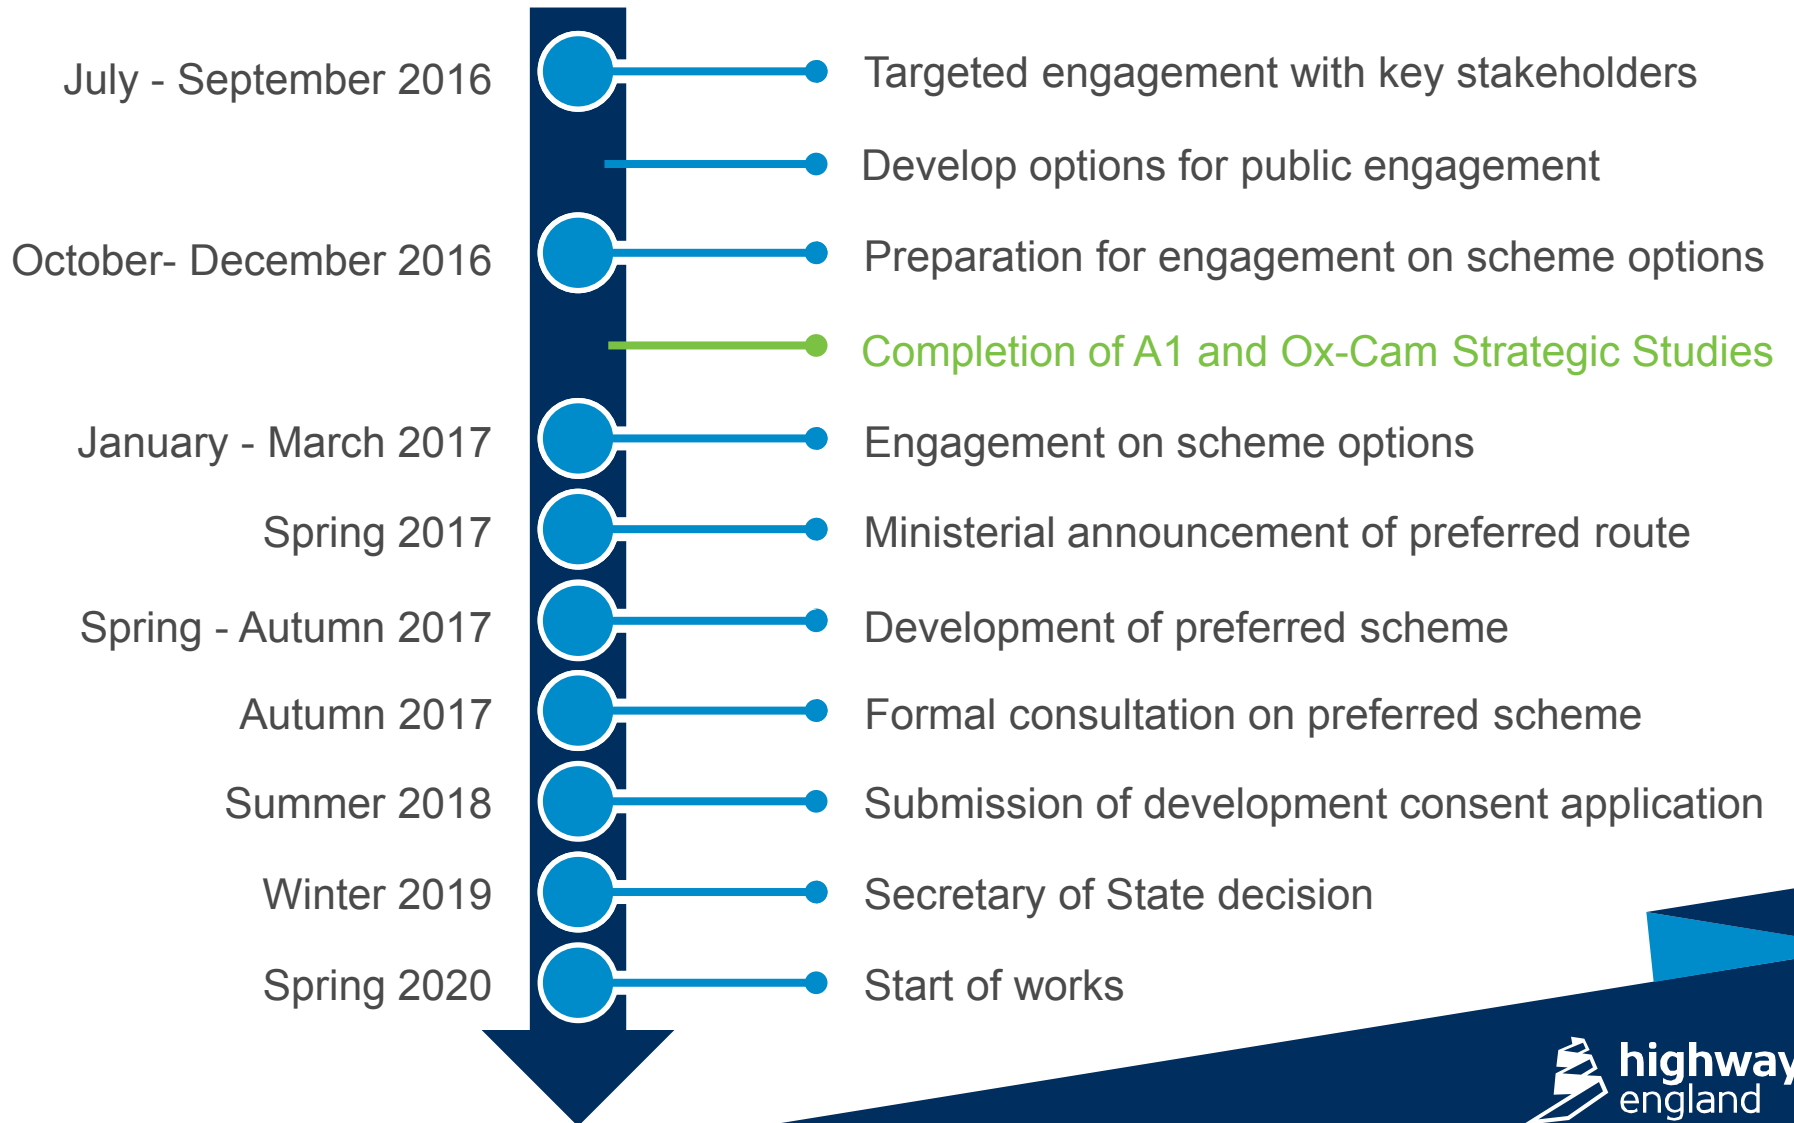 July - September 2016
Targeted engagement with key stakeholders
Develop options for public engagement
October- December 2016
Preparation for engagement on scheme options
Completion of A1 and Ox-Cam Strategic Studies
January - March 2017
Engagement on scheme options
Spring 2017
Ministerial announcement of preferred route
Spring - Autumn 2017
Development of preferred scheme
Autumn 2017
Formal consultation on preferred scheme
Summer 2018
Submission of development consent application
Winter 2019
Secretary of State decision
Spring 2020
Start of works
highway
england